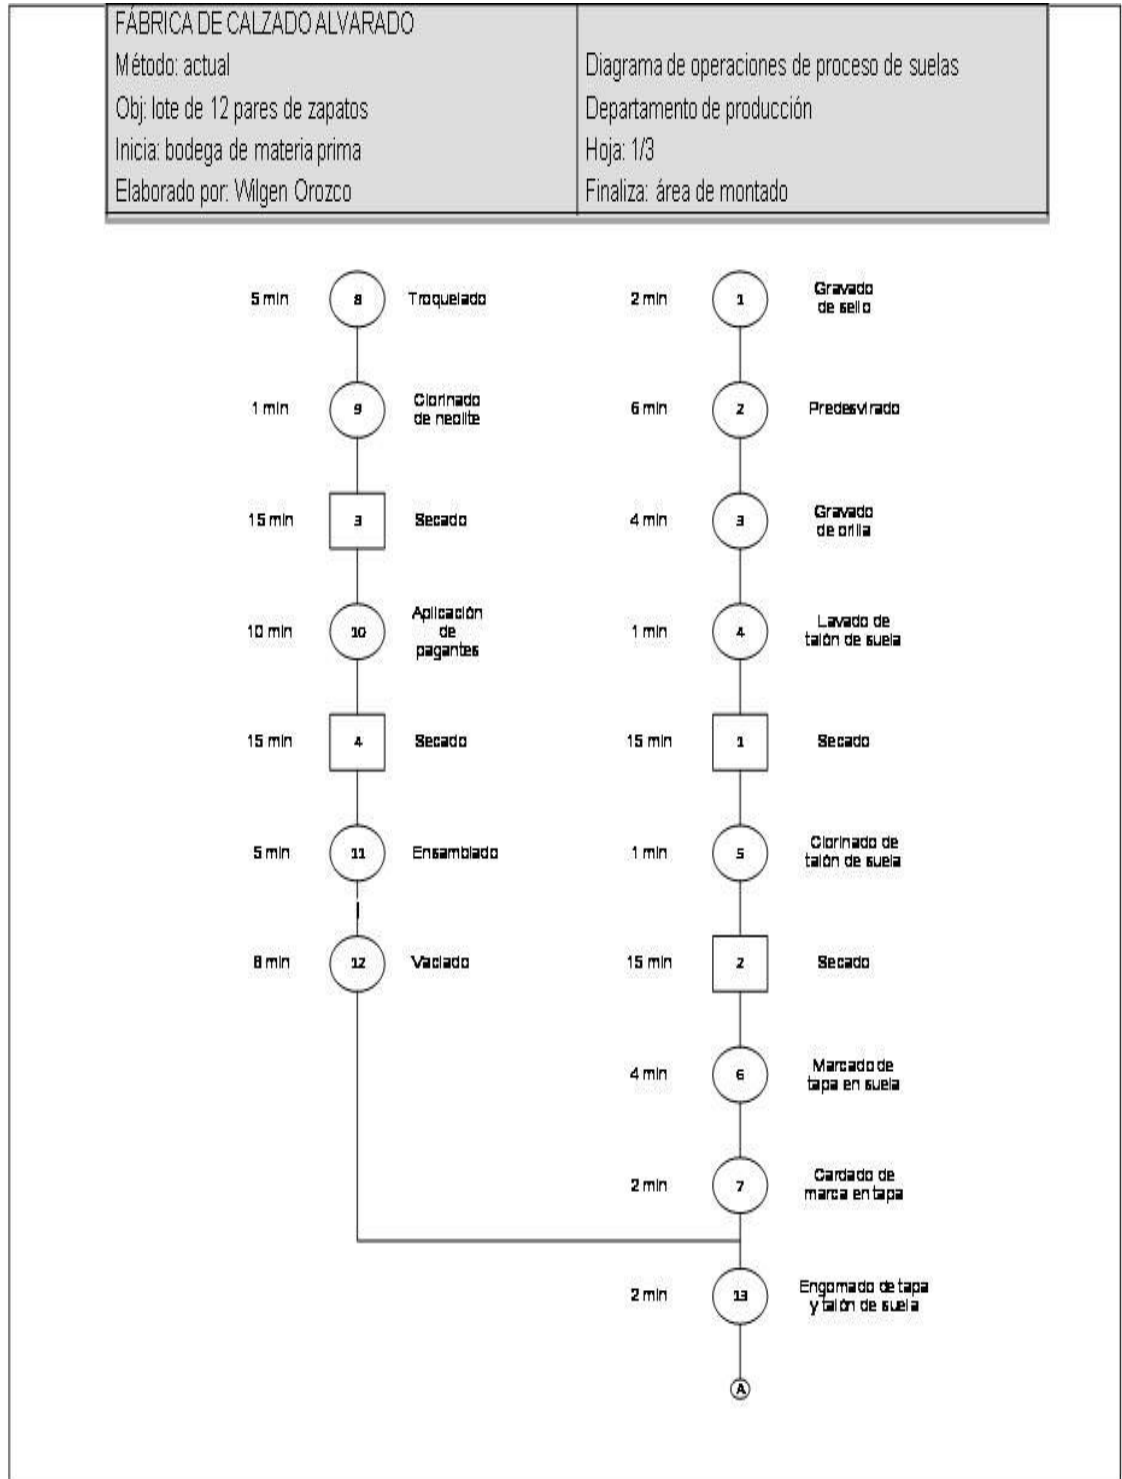 FÁBRICA DE CALZADO ALVARADO
Método: actual
Obj: lote de 12 pares de zapatos
Inicia: bodega de materia prima
Elaborado por: Wilgen Orozco
Diagrama de operaciones de proceso de suelas
Departamento de producción
Hoja: 1/3
Finaliza: área de montado
5 min 8 Troquelado
1 min 9 Clorinado
de neolite
15 min 3 Secado
10 min 10 Aplicación
de
pagantes
15 min 4 Secado
5 min 11 Ensamblado
8 min 12 Vaciado
2 min 1 Gravado
de sello
6 min 2 Predesvirado
4 min 3 Gravado
de orilla
1 min 4 Lavado de
talón de suela
15 min 1 Secado
1 min 5 Clorinado de
talón de suela
15 min 2 Secado
4 min 6 Marcado de
tapa en suela
2 min 7 Cardado de
marca en tapa
2 min 13 Engomado de tapa
y talón de suela
A